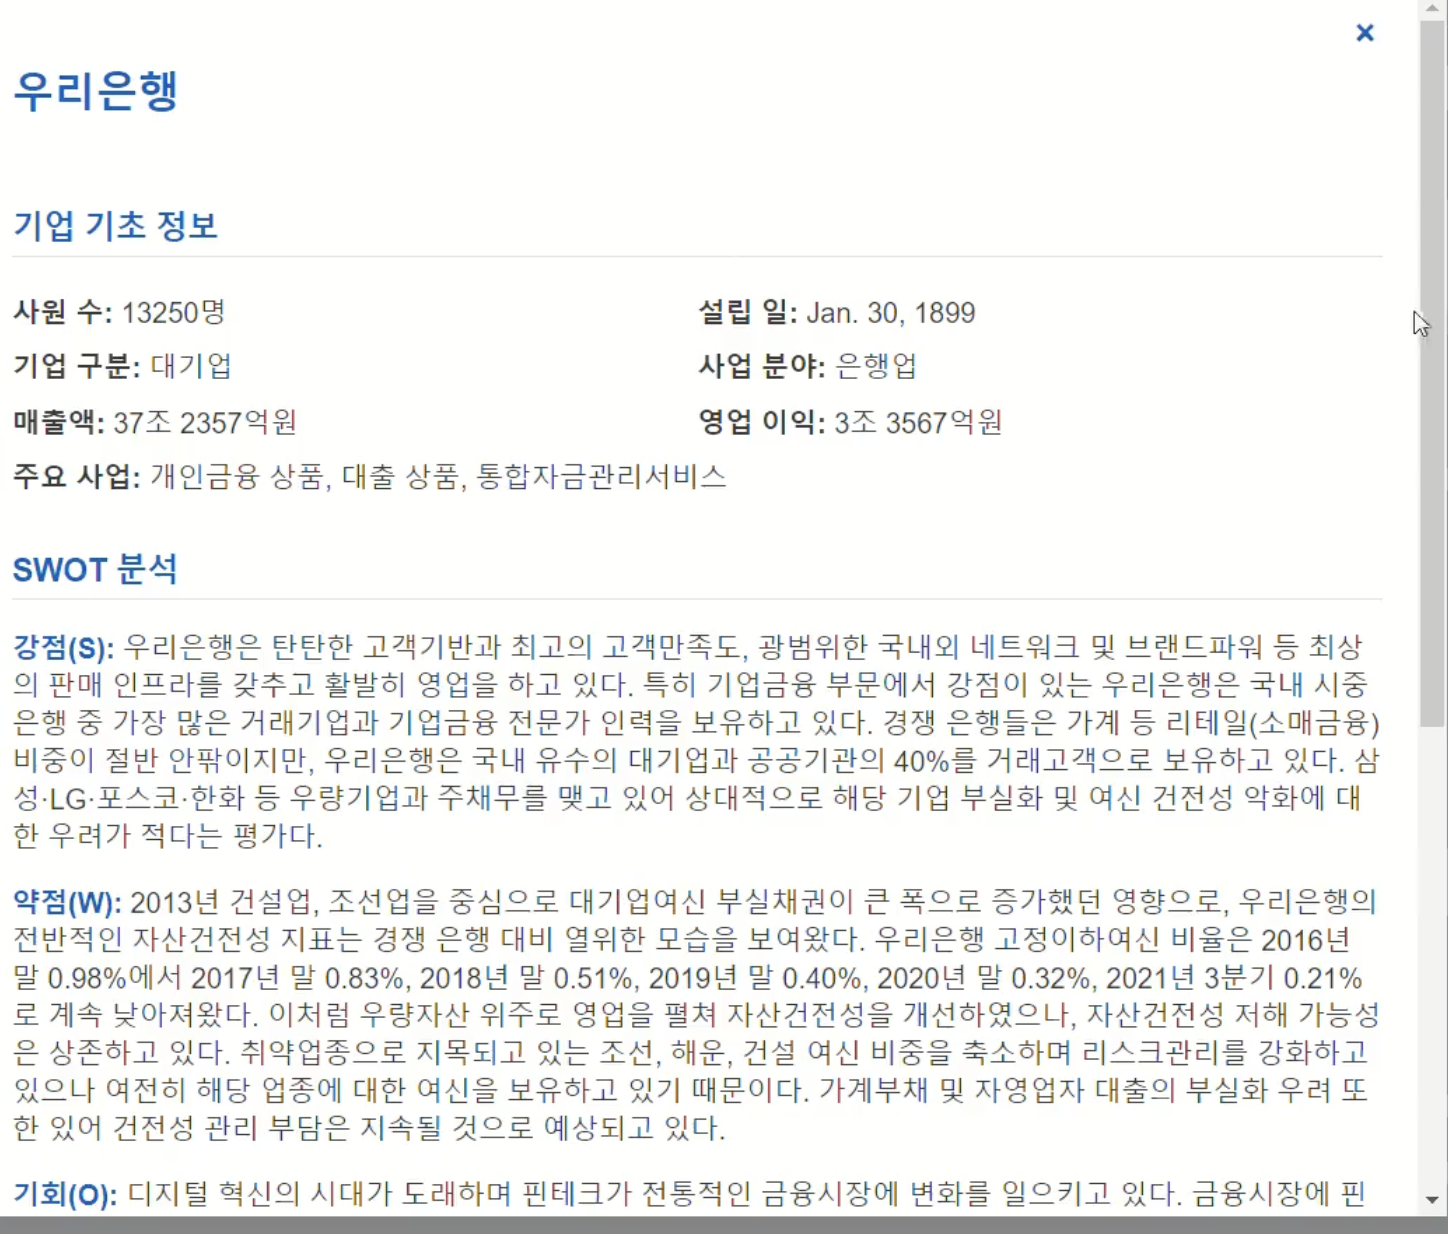 ×
우리은행
기업 기초 정보
사원 수: 13250명
설립 일: Jan. 30, 1899
기업 구분: 대기업
사업 분야: 은행업
매출액: 37조 2357억원
영업 이익: 3조 3567억원
주요 사업: 개인금융 상품, 대출 상품, 통합자금관리서비스
SWOT 분석
강점(S): 우리은행은 탄탄한 고객기반과 최고의 고객만족도, 광범위한 국내외 네트워크 및 브랜드파워 등 최상
의 판매 인프라를 갖추고 활발히 영업을 하고 있다. 특히 기업금융 부문에서 강점이 있는 우리은행은 국내 시중
은행 중 가장 많은 거래기업과 기업금융 전문가 인력을 보유하고 있다. 경쟁 은행들은 가계 등 리테일(소매금융)
비중이 절반 안팎이지만, 우리은행은 국내 유수의 대기업과 공공기관의 40%를 거래고객으로 보유하고 있다. 삼
성·LG·포스코·한화 등 우량기업과 주채무를 맺고 있어 상대적으로 해당 기업 부실화 및 여신 건전성 악화에 대
한 우려가 적다는 평가다.
약점(W): 2013년 건설업, 조선업을 중심으로 대기업여신 부실채권이 큰 폭으로 증가했던 영향으로, 우리은행의
전반적인 자산건전성 지표는 경쟁 은행 대비 열위한 모습을 보여왔다. 우리은행 고정이하여신 비율은 2016년
말 0.98%에서 2017년 말 0.83%, 2018년 말 0.51%, 2019년 말 0.40%, 2020년 말 0.32%, 2021년 3분기 0.21%
로 계속 낮아져왔다. 이처럼 우량자산 위주로 영업을 펼쳐 자산건전성을 개선하였으나, 자산건전성 저해 가능성
은 상존하고 있다. 취약업종으로 지목되고 있는 조선, 해운, 건설 여신 비중을 축소하며 리스크관리를 강화하고
있으나 여전히 해당 업종에 대한 여신을 보유하고 있기 때문이다. 가계부채 및 자영업자 대출의 부실화 우려 또
한 있어 건전성 관리 부담은 지속될 것으로 예상되고 있다.
기회(O): 디지털 혁신의 시대가 도래하며 핀테크가 전통적인 금융시장에 변화를 일으키고 있다. 금융시장에 핀